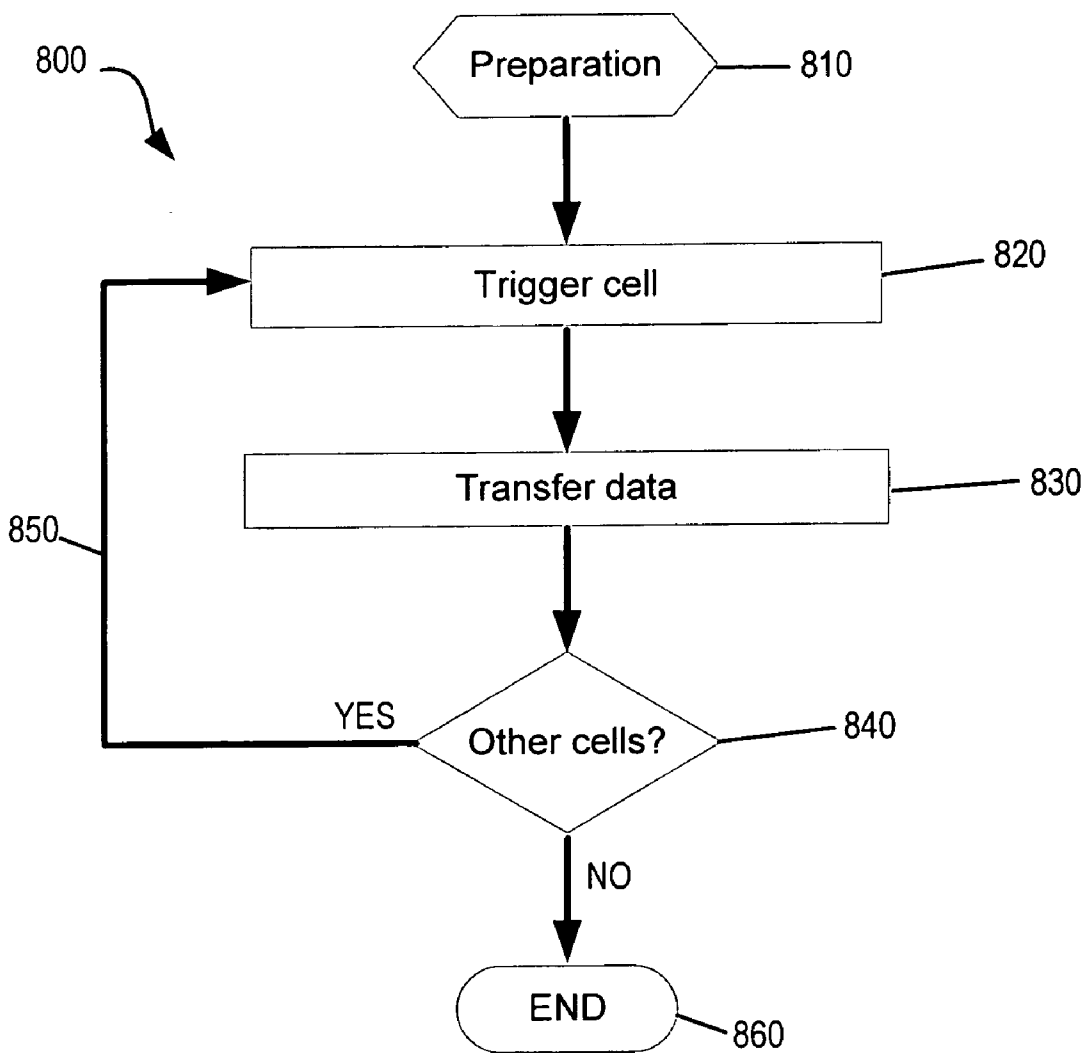 800
Preparation
810
Trigger cell
820
Transfer data
830
850
YES
Other cells?
840
NO
END
860